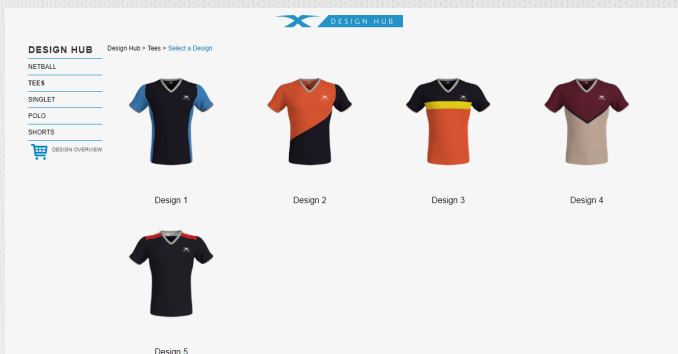 DESIGN HUB
DESIGN HUB
Design Hub > Tees > Select a Design
NETBALL
TEES
SINGLET
POLO
SHORTS
DESIGN OVERVIEW
Design 1
Design 2
Design 3
Design 4
Design 5